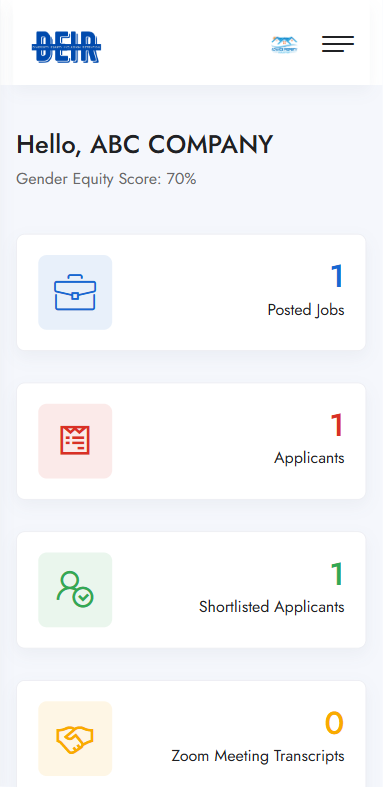 DEIR
Hello, ABC COMPANY
Gender Equity Score: 70%
1
Posted Jobs
1
Applicants
1
Shortlisted Applicants
0
Zoom Meeting Transcripts